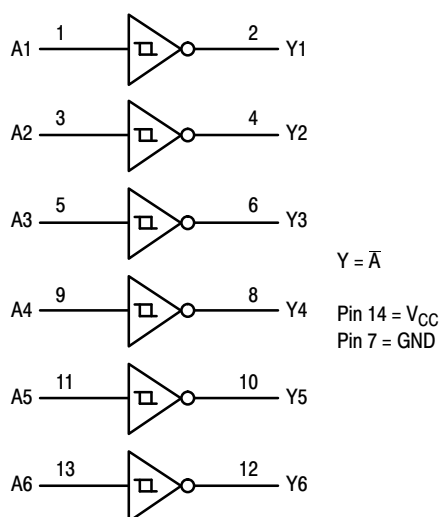 A1 1 2 Y1
A2 3 4 Y2
A3 5 6 Y3
Y = A̅
A4 9 8 Y4
Pin 14 = VCC
Pin 7 = GND
A5 11 10 Y5
A6 13 12 Y6